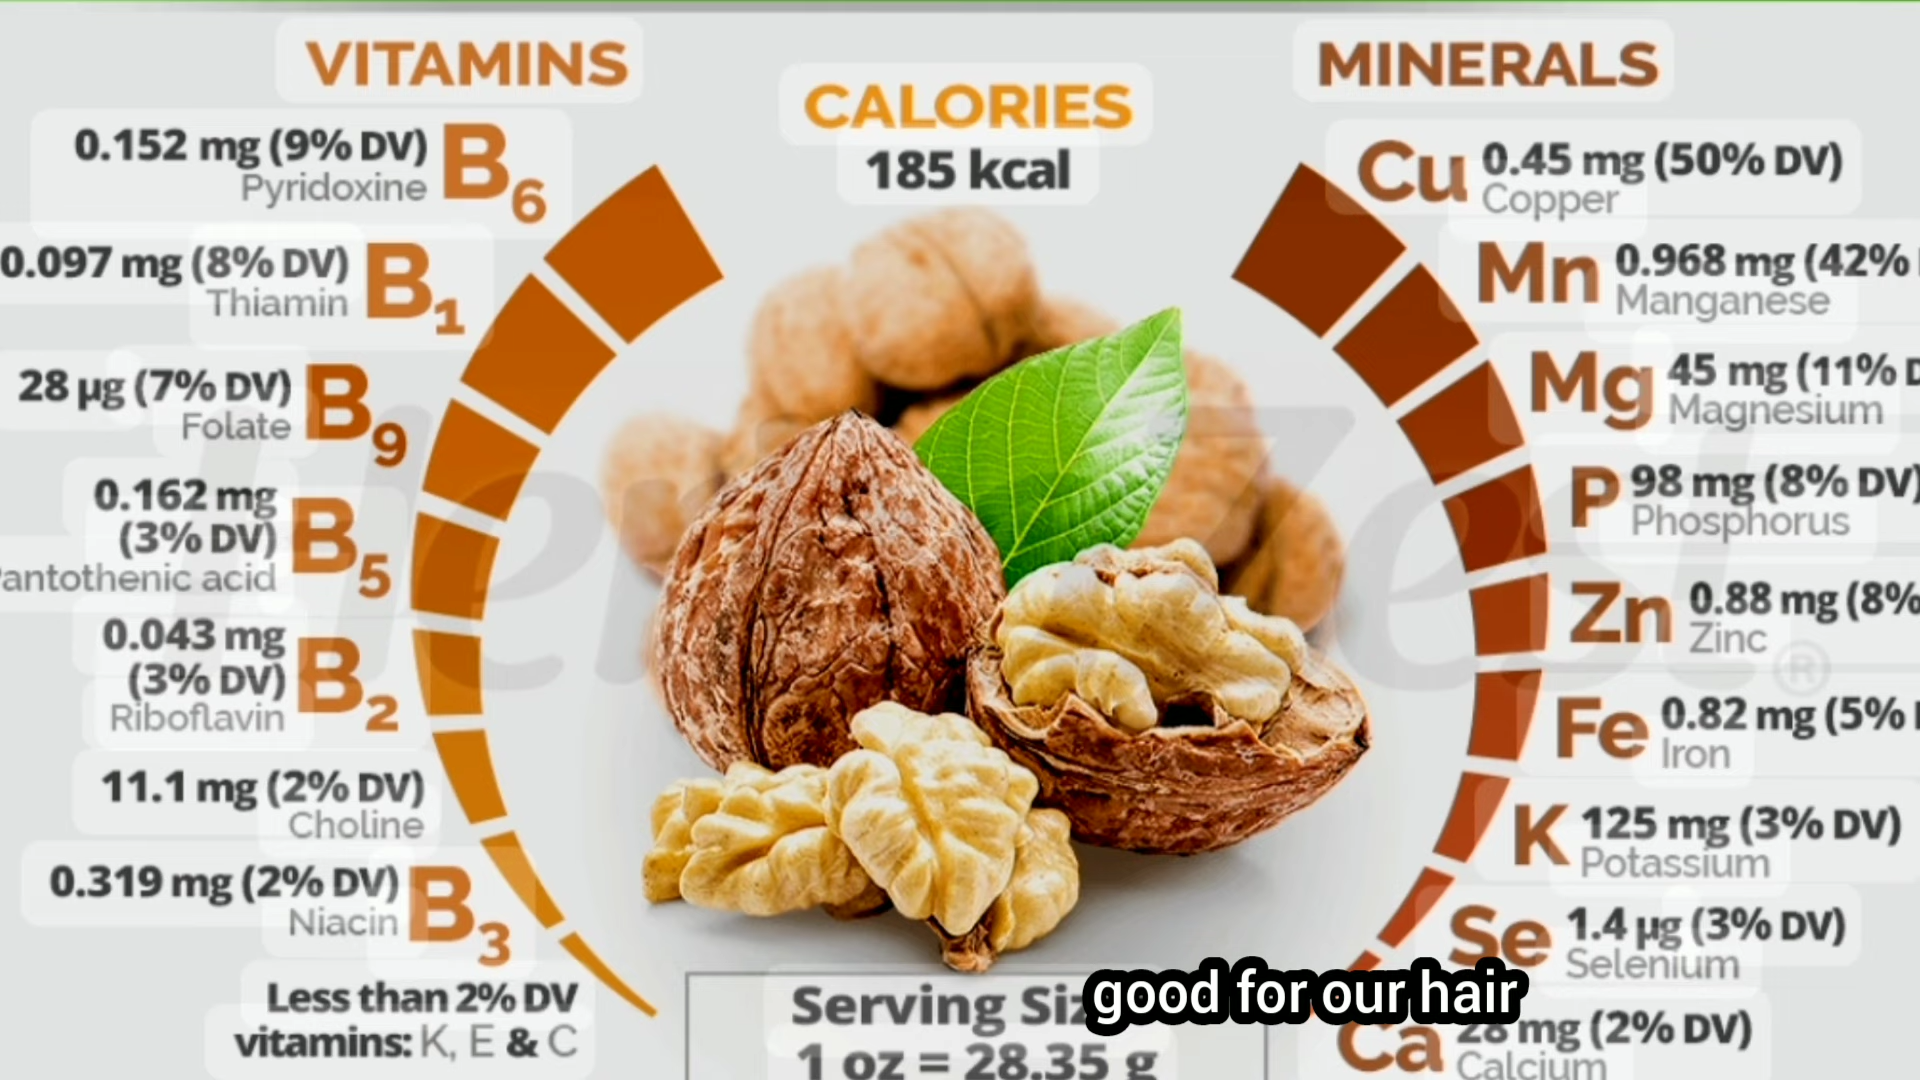 VITAMINS
0.152 mg (9% DV)
Pyridoxine
B6
0.097 mg (8% DV)
Thiamin
B1
28 µg (7% DV)
Folate
B9
0.162 mg
(3% DV)
antothenic acid
B5
0.043 mg
(3% DV)
Riboflavin
B2
11.1 mg (2% DV)
Choline
0.319 mg (2% DV)
Niacin
B3
Less than 2% DV
vitamins: K, E & C
CALORIES
185 kcal
MINERALS
Cu 0.45 mg (50% DV)
Copper
Mn 0.968 mg (42%
Manganese
Mg 45 mg (11% D
Magnesium
P 98 mg (8% DV)
Phosphorus
Zn 0.88 mg (8%
Zinc
®
Fe 0.82 mg (5%
Iron
K 125 mg (3% DV)
Potassium
Se 1.4 µg (3% DV)
Selenium
Ca 28 mg (2% DV)
Calcium
Serving Siz
1 oz = 28.35 g
good for our hair